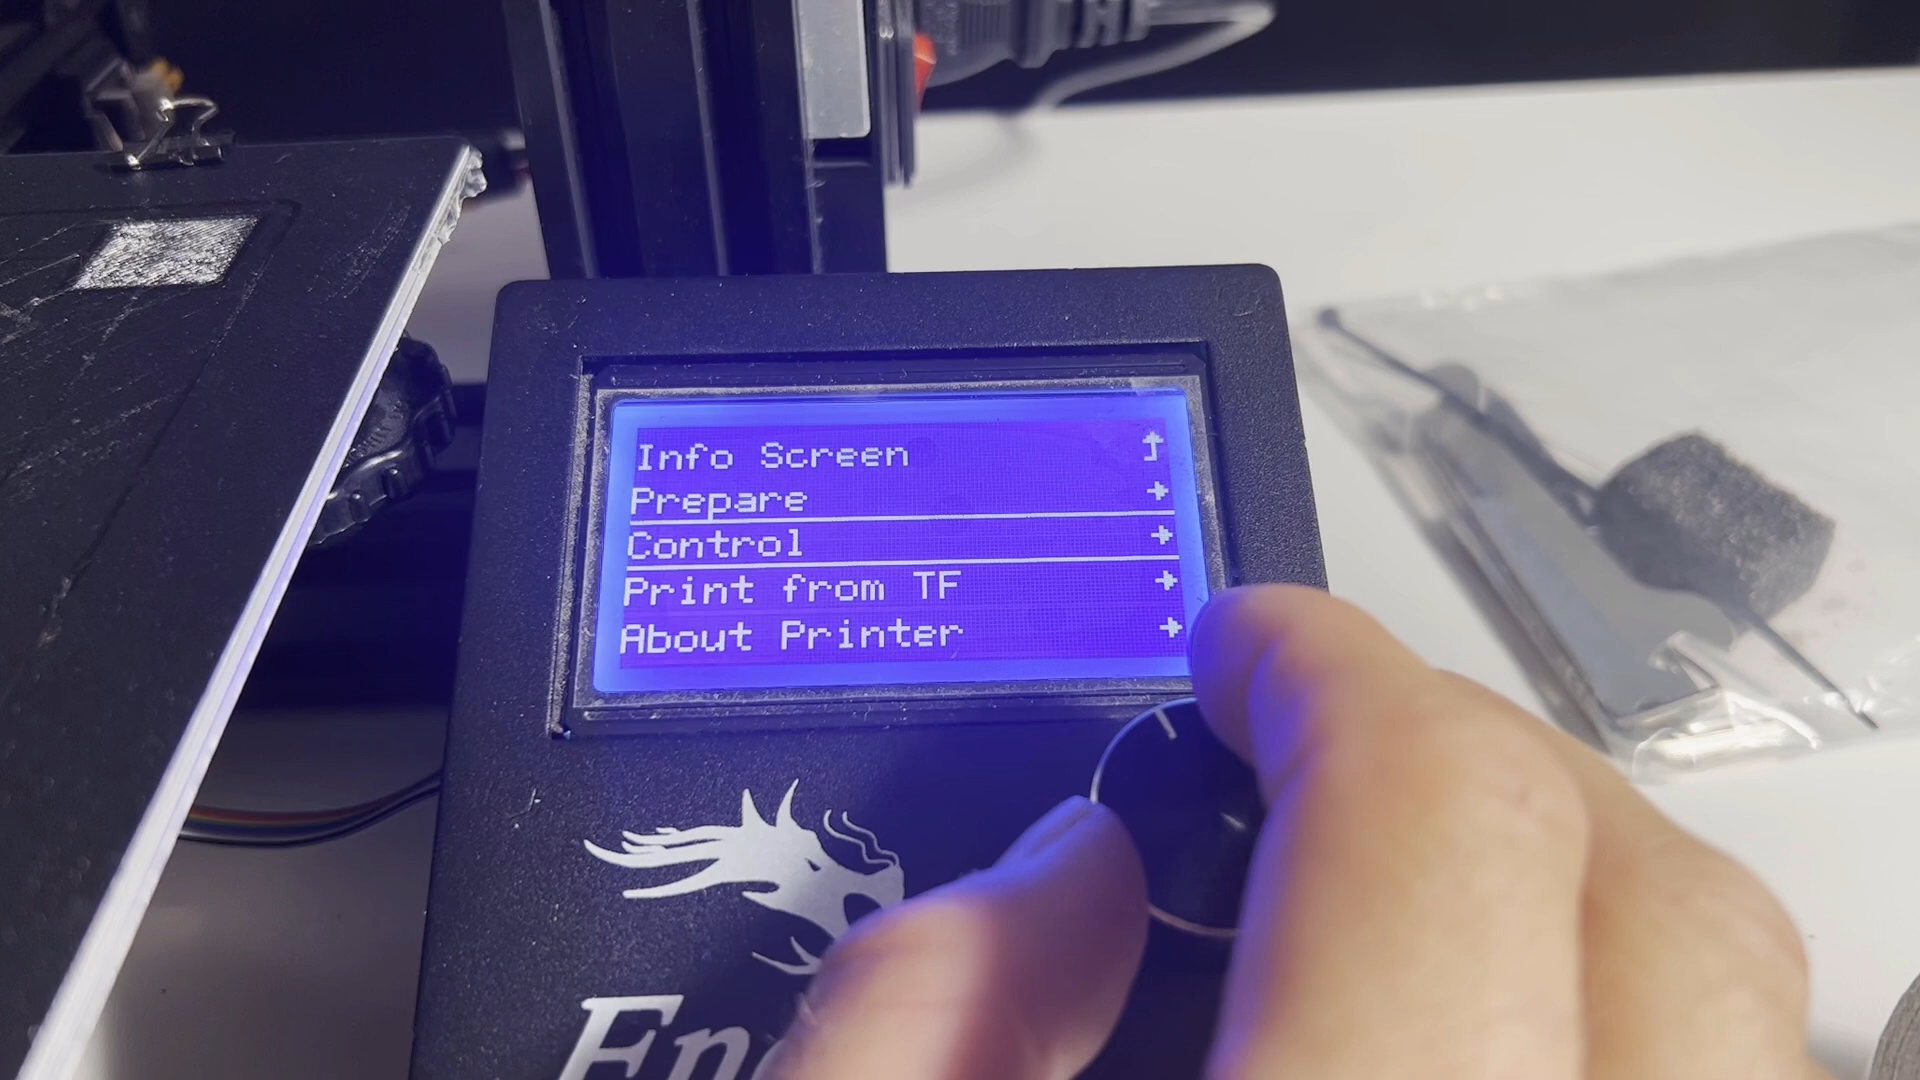 Info Screen
Prepare
Control
Print from TF
About Printer